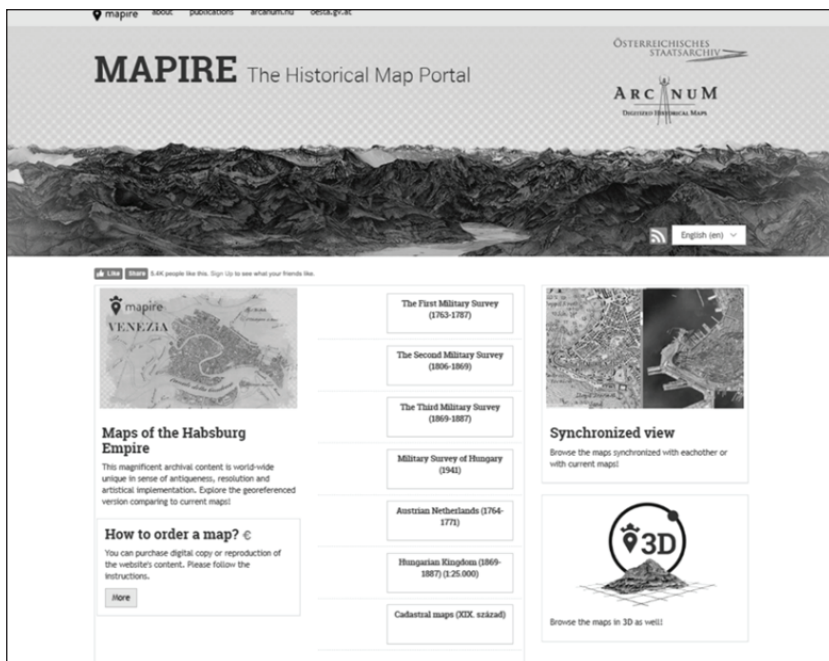 mapire about publications arcanum.hu oesta.gv.at
MAPIRE The Historical Map Portal
ÖSTERREICHISCHES
STAATSARCHIV
ARCANUM
DIGITIZED HISTORICAL MAPS
English (en)
Like Share 5.4K people like this. Sign Up to see what your friends like.
mapire
VENEZIA
Maps of the Habsburg
Empire
This magnificent archival content is world-wide
unique in sense of antiqueness, resolution and
artistical implementation. Explore the georeferenced
version comparing to current maps!
How to order a map? €
You can purchase digital copy or reproduction of
the website's content. Please follow the
instructions.
More
The First Military Survey
(1763-1787)
The Second Military Survey
(1806-1869)
The Third Military Survey
(1869-1887)
Military Survey of Hungary
(1941)
Austrian Netherlands (1764-
1771)
Hungarian Kingdom (1869-
1887) (1:25.000)
Cadastral maps (XIX. század)
Synchronized view
Browse the maps synchronized with eachother or
with current maps!
3D
Browse the maps in 3D as well!